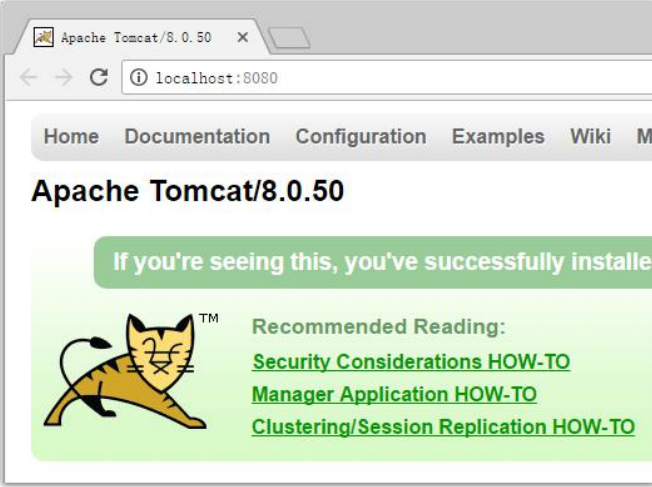 Apache Tomcat/8.0.50
localhost:8080
Home Documentation Configuration Examples Wiki M
Apache Tomcat/8.0.50
If you're seeing this, you've successfully installe
TM
Recommended Reading:
Security Considerations HOW-TO
Manager Application HOW-TO
Clustering/Session Replication HOW-TO